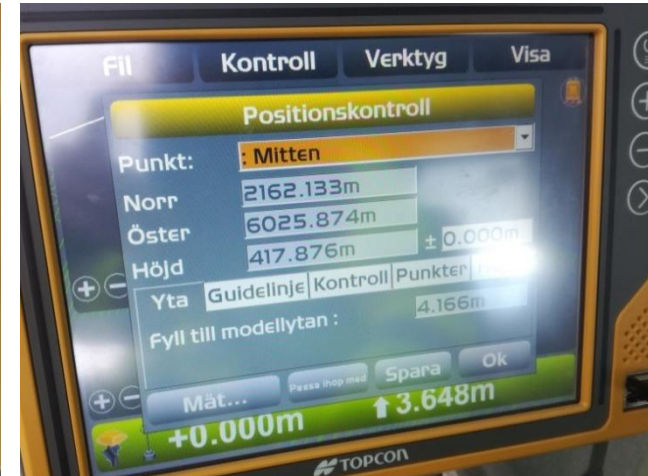 Fil Kontroll Verktyg Visa
Positionskontroll
Punkt: : Mitten
Norr 2162.133m
Öster 6025.874m
Höjd 417.876m ± 0.000m
Yta Guidelinje Kontroll Punkter
Fyll till modellytan : 4.166m
Mät... Passa ihop med Spara Ok
+0.000m 3.648m
TOPCON